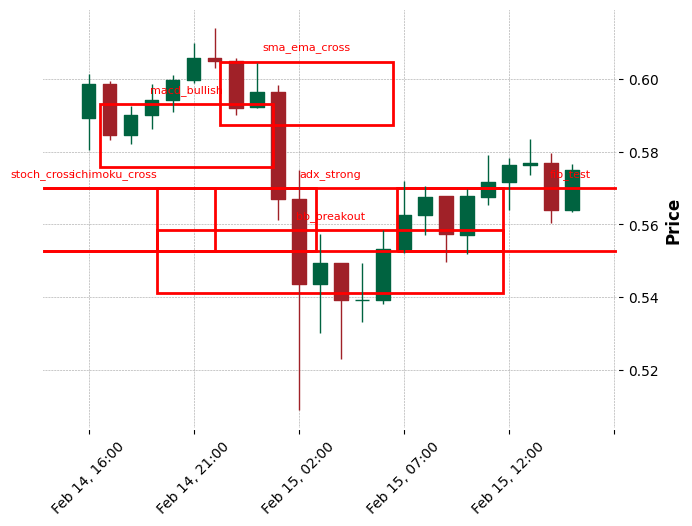 sma_ema_cross
macd_bullish
stoch_cross
ichimoku_cross
adx_strong
0.60
0.58
0.56
0.54
0.52
Price
Feb 14, 16:00
Feb 14, 21:00
Feb 15, 02:00
Feb 15, 07:00
Feb 15, 12:00